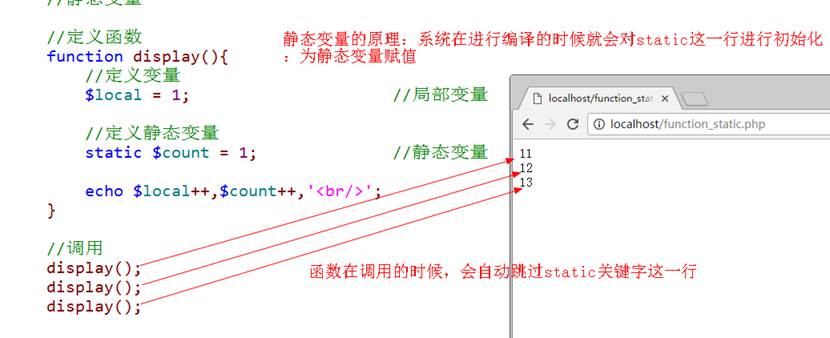 //静态变量
//定义函数
function display(){
//定义变量
$local = 1; //局部变量
//定义静态变量
static $count = 1; //静态变量
echo $local++,$count++,'<br/>';
}
//调用
display();
display();
display();
静态变量的原理：系统在进行编译的时候就会对static这一行进行初始化
：为静态变量赋值
localhost/function_stat
localhost/function_static.php
11
12
13
函数在调用的时候，会自动跳过static关键字这一行